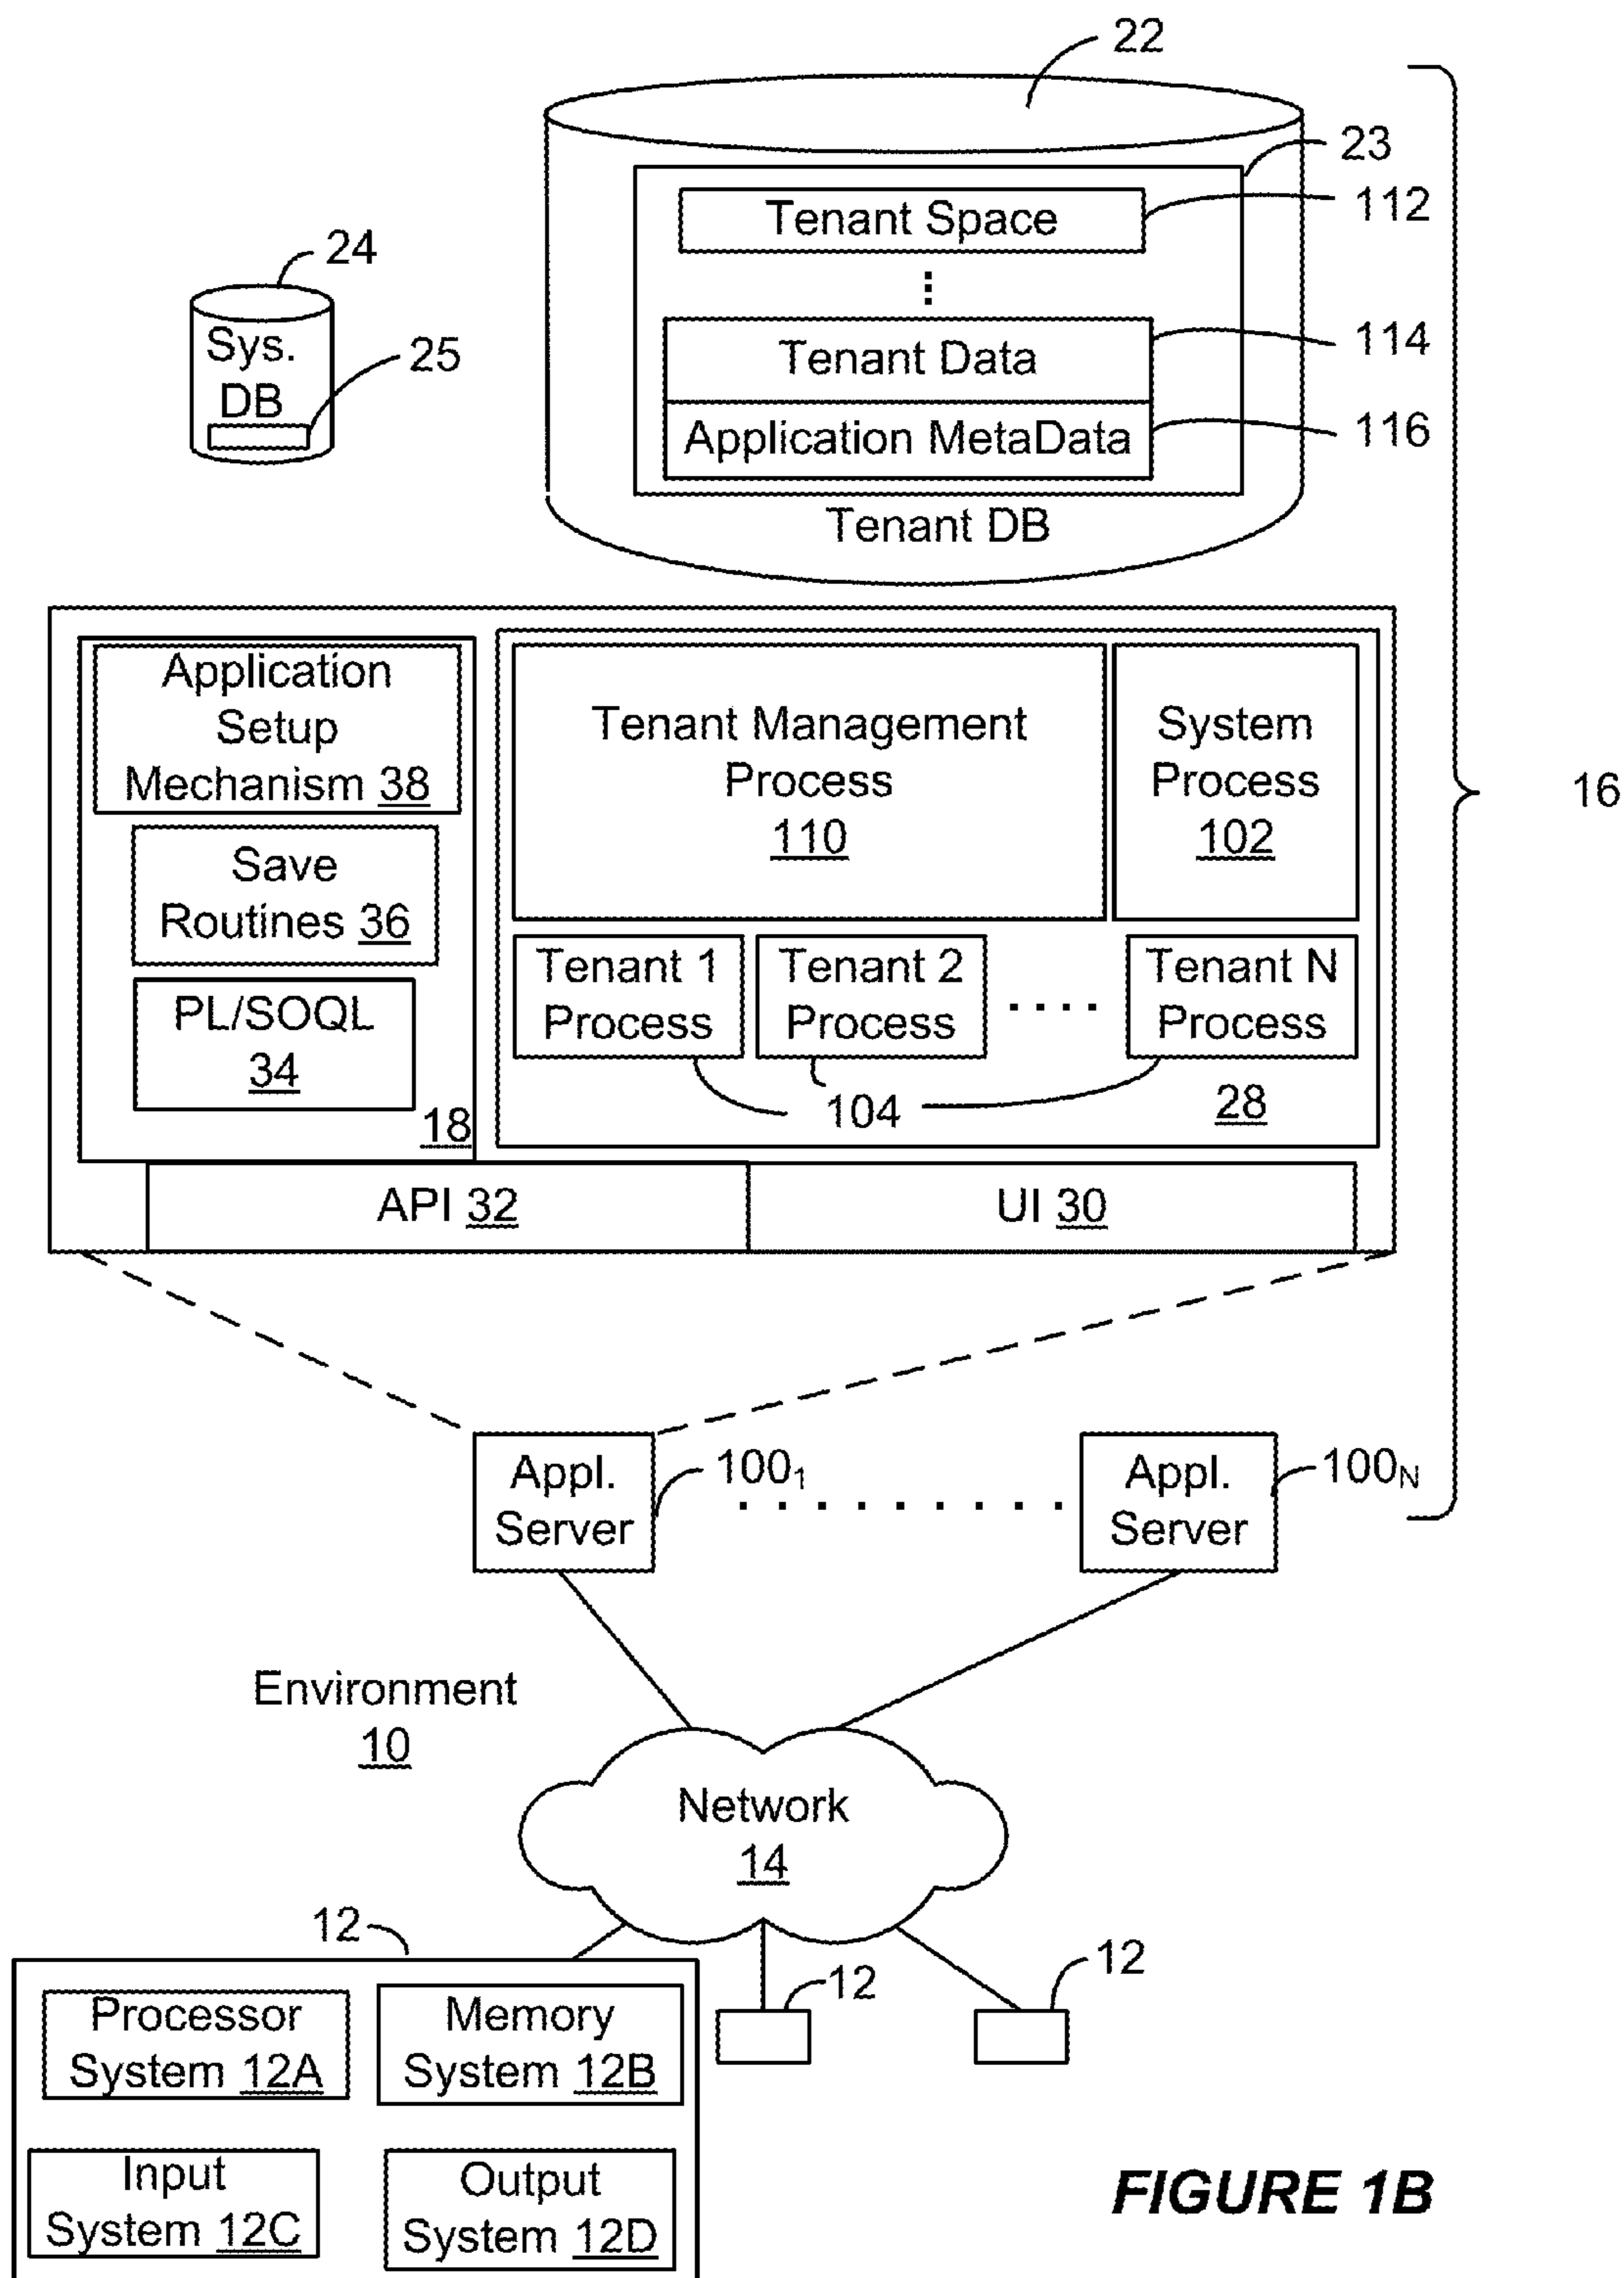 22
23
Tenant Space
112
24
Tenant Data
114
Sys.
DB
25
Application MetaData
116
Tenant DB
Application
Setup
Mechanism 38
Tenant Management
Process
110
System
Process
102
16
Save
Routines 36
Tenant 1
Process
Tenant 2
Process
Tenant N
Process
PL/SOQL
34
104
28
18
API 32
UI 30
Appl.
Server
100₁
Appl.
Server
100N
Environment
10
Network
14
12
12
12
Processor
System 12A
Memory
System 12B
Input
System 12C
Output
System 12D
FIGURE 1B